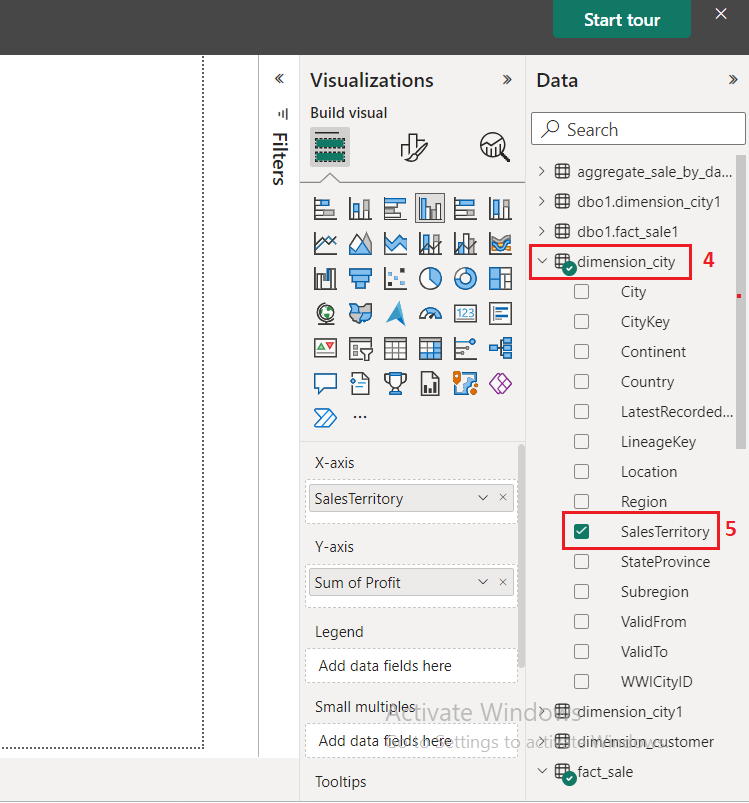 Start tour
Visualizations
Data
Build visual
Filters
Search
aggregate_sale_by_da...
dbo1.dimension_city1
dbo1.fact_sale1
dimension_city
4
City
CityKey
Continent
Country
LatestRecorded...
LineageKey
Location
Region
SalesTerritory
5
StateProvince
Subregion
ValidFrom
ValidTo
WWICityID
dimension_city1
dimension_customer
fact_sale
123
X-axis
SalesTerritory
Y-axis
Sum of Profit
Legend
Add data fields here
Small multiples
Add data fields here
Tooltips
Activate Windows
Go to Settings to activate Windows.